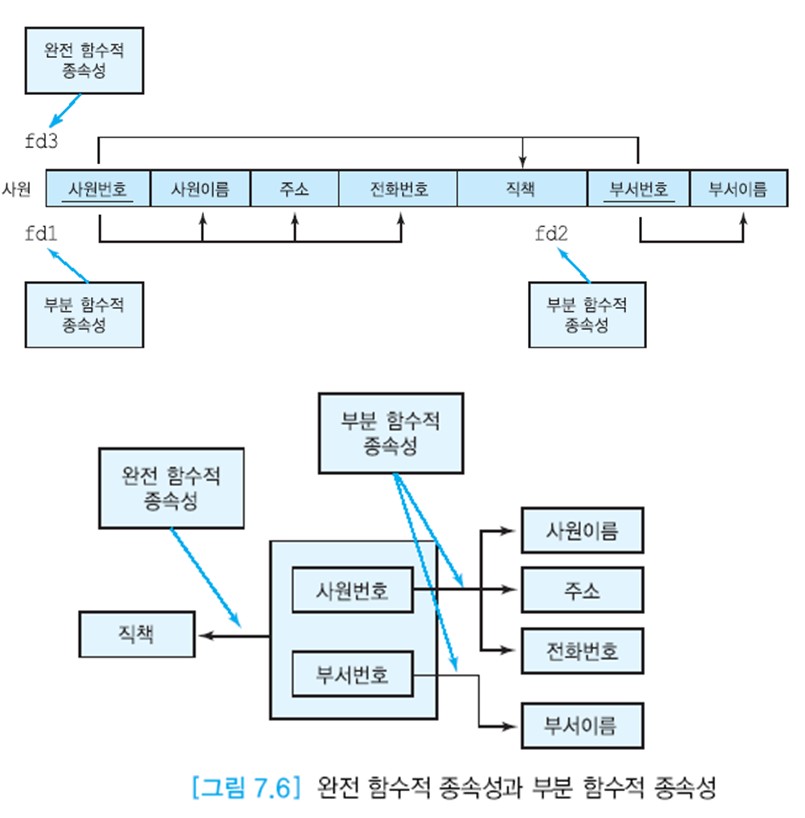 완전 함수적
종속성
fd3
사원 사원번호 사원이름 주소 전화번호 직책 부서번호 부서이름
fd1 fd2
부분 함수적
종속성
부분 함수적
종속성
부분 함수적
종속성
완전 함수적
종속성
사원이름
사원번호 주소
직책
전화번호
부서번호
부서이름
[그림 7.6] 완전 함수적 종속성과 부분 함수적 종속성